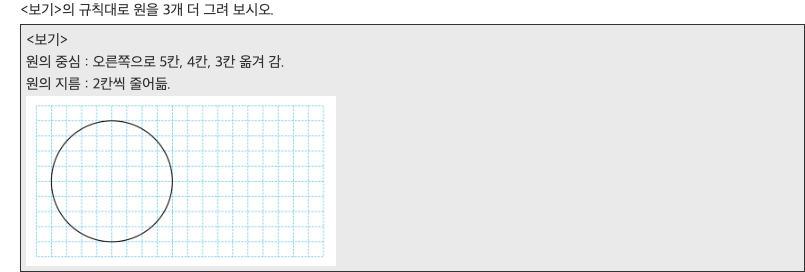 <보기>의 규칙대로 원을 3개 더 그려 보시오.
<보기>
원의 중심 : 오른쪽으로 5칸, 4칸, 3칸 옮겨 감.
원의 지름 : 2칸씩 줄어듦.